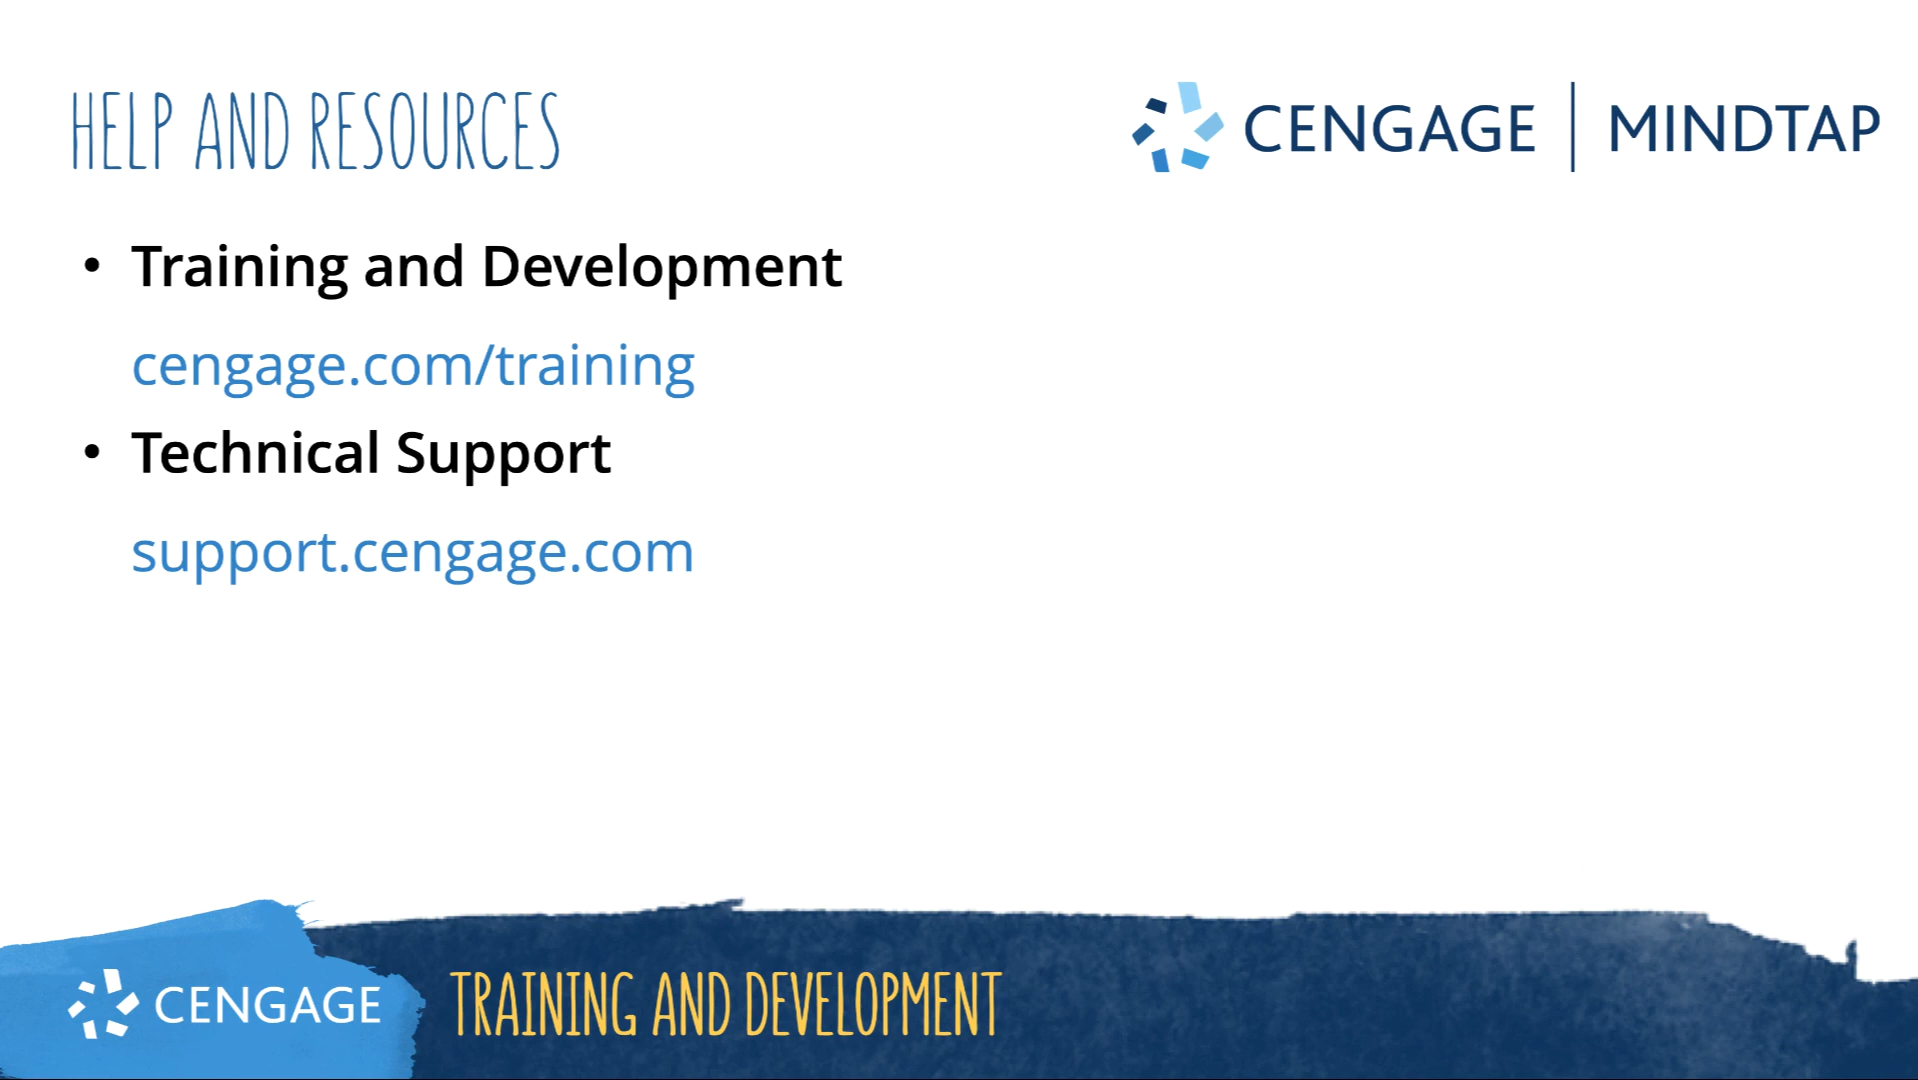 HELP AND RESOURCES
CENGAGE | MINDTAP
• Training and Development
cengage.com/training
• Technical Support
support.cengage.com
CENGAGE
TRAINING AND DEVELOPMENT